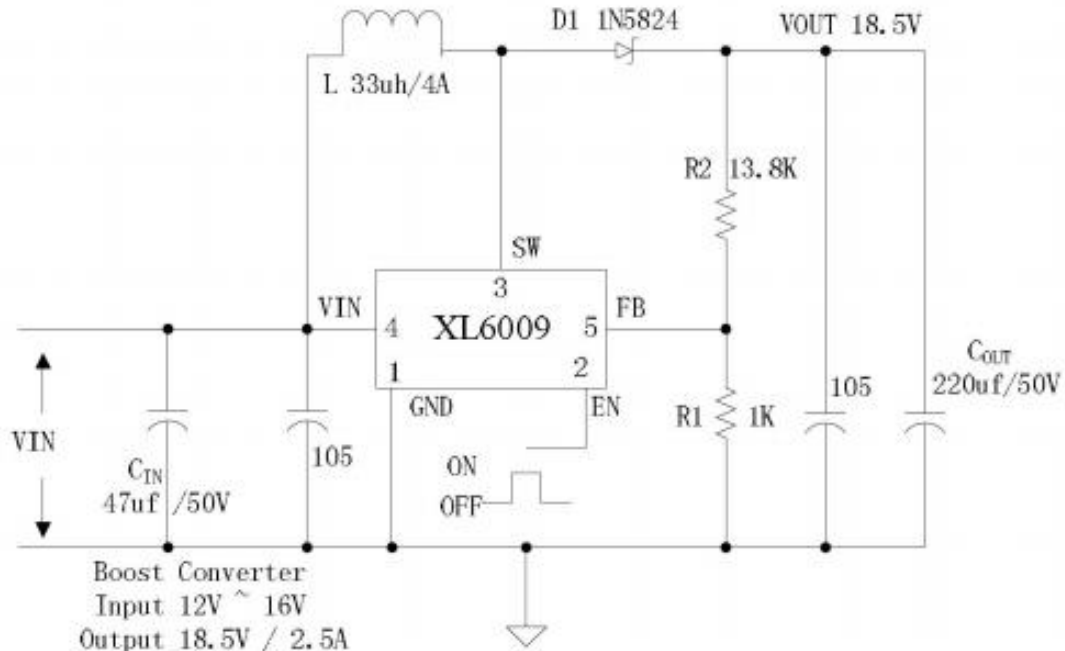 D1 1N5824
VOUT 18.5V
L 33uh/4A
R2 13.8K
SW
3
VIN
4
XL6009
5
FB
1
2
GND
EN
R1 1K
105
COUT
220uf/50V
VIN
CIN
47uf /50V
105
ON
OFF
Boost Converter
Input 12V ~ 16V
Output 18.5V / 2.5A